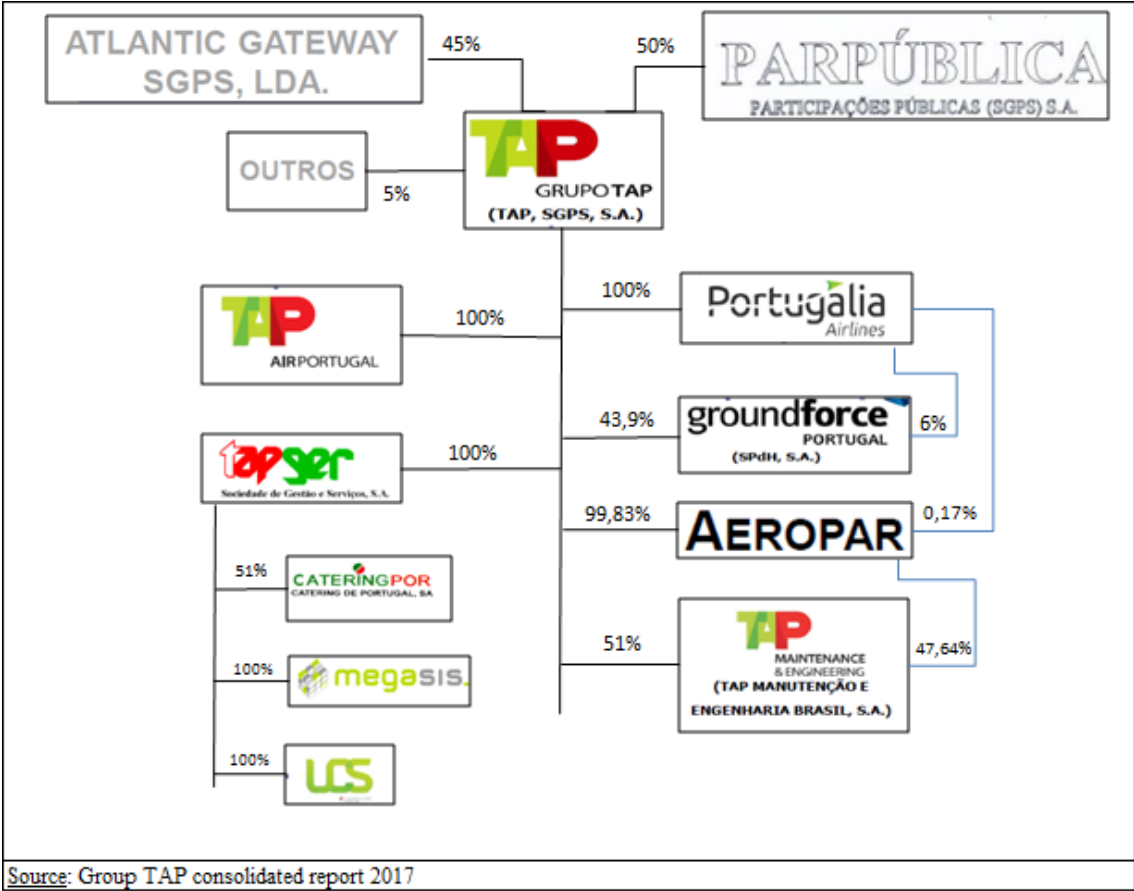 ATLANTIC GATEWAY
SGPS, LDA.
45%
50%
PARPÚBLICA
PARTICIPAÇÕES PÚBLICAS (SGPS) S.A.
OUTROS
5%
TAP
GRUPO TAP
(TAP, SGPS, S.A.)
TAP
AIRPORTUGAL
100%
100%
Portugália
Airlines
tapger
Sociedade de Gestão e Serviços, S.A.
100%
43,9%
groundforce
PORTUGAL
(SPdH, S.A.)
6%
99,83%
AEROPAR
0,17%
51%
CATERINGPOR
CATERING DE PORTUGAL, SA
100%
megasis.
100%
UCS
51%
TAP
MAINTENANCE
& ENGINEERING
(TAP MANUTENÇÃO E
ENGENHARIA BRASIL, S.A.)
47,64%
Source: Group TAP consolidated report 2017